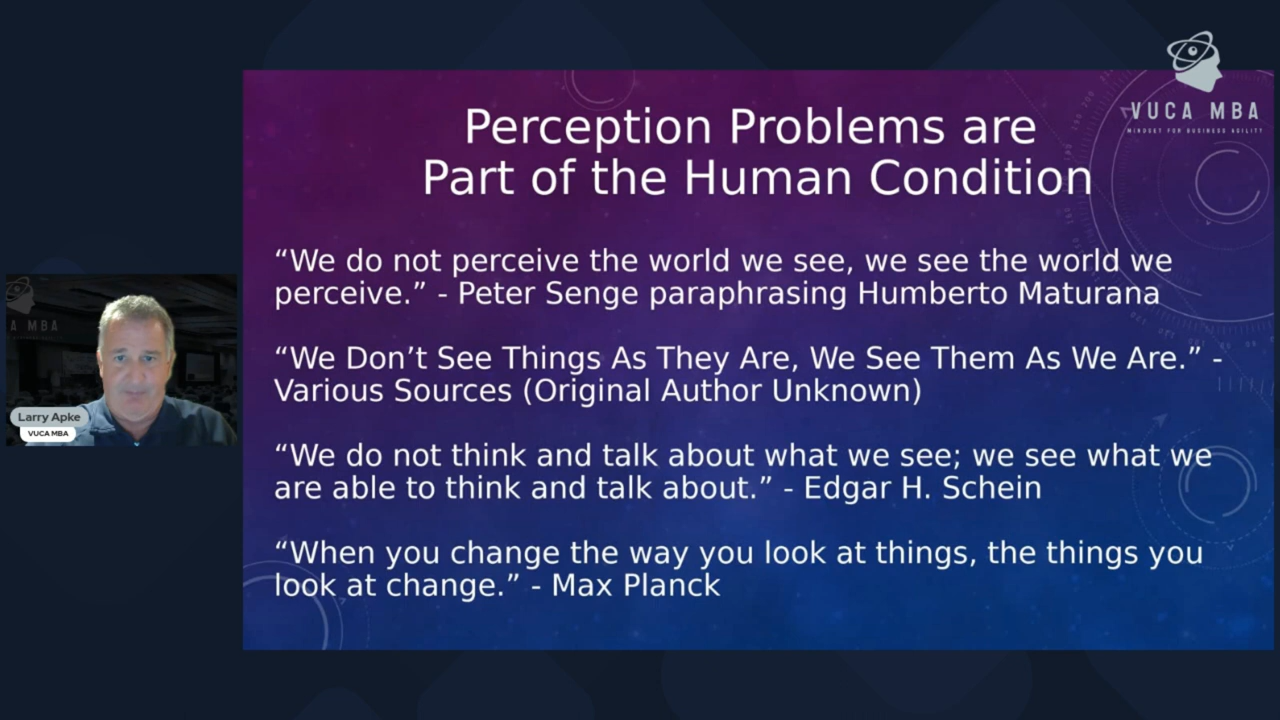 VUCA MBA
MINDSET FOR BUSINESS AGILITY
Perception Problems are
Part of the Human Condition
“We do not perceive the world we see, we see the world we
perceive.” - Peter Senge paraphrasing Humberto Maturana
“We Don’t See Things As They Are, We See Them As We Are.” -
Various Sources (Original Author Unknown)
“We do not think and talk about what we see; we see what we
are able to think and talk about.” - Edgar H. Schein
“When you change the way you look at things, the things you
look at change.” - Max Planck
A MBA
Larry Apke
VUCA MBA